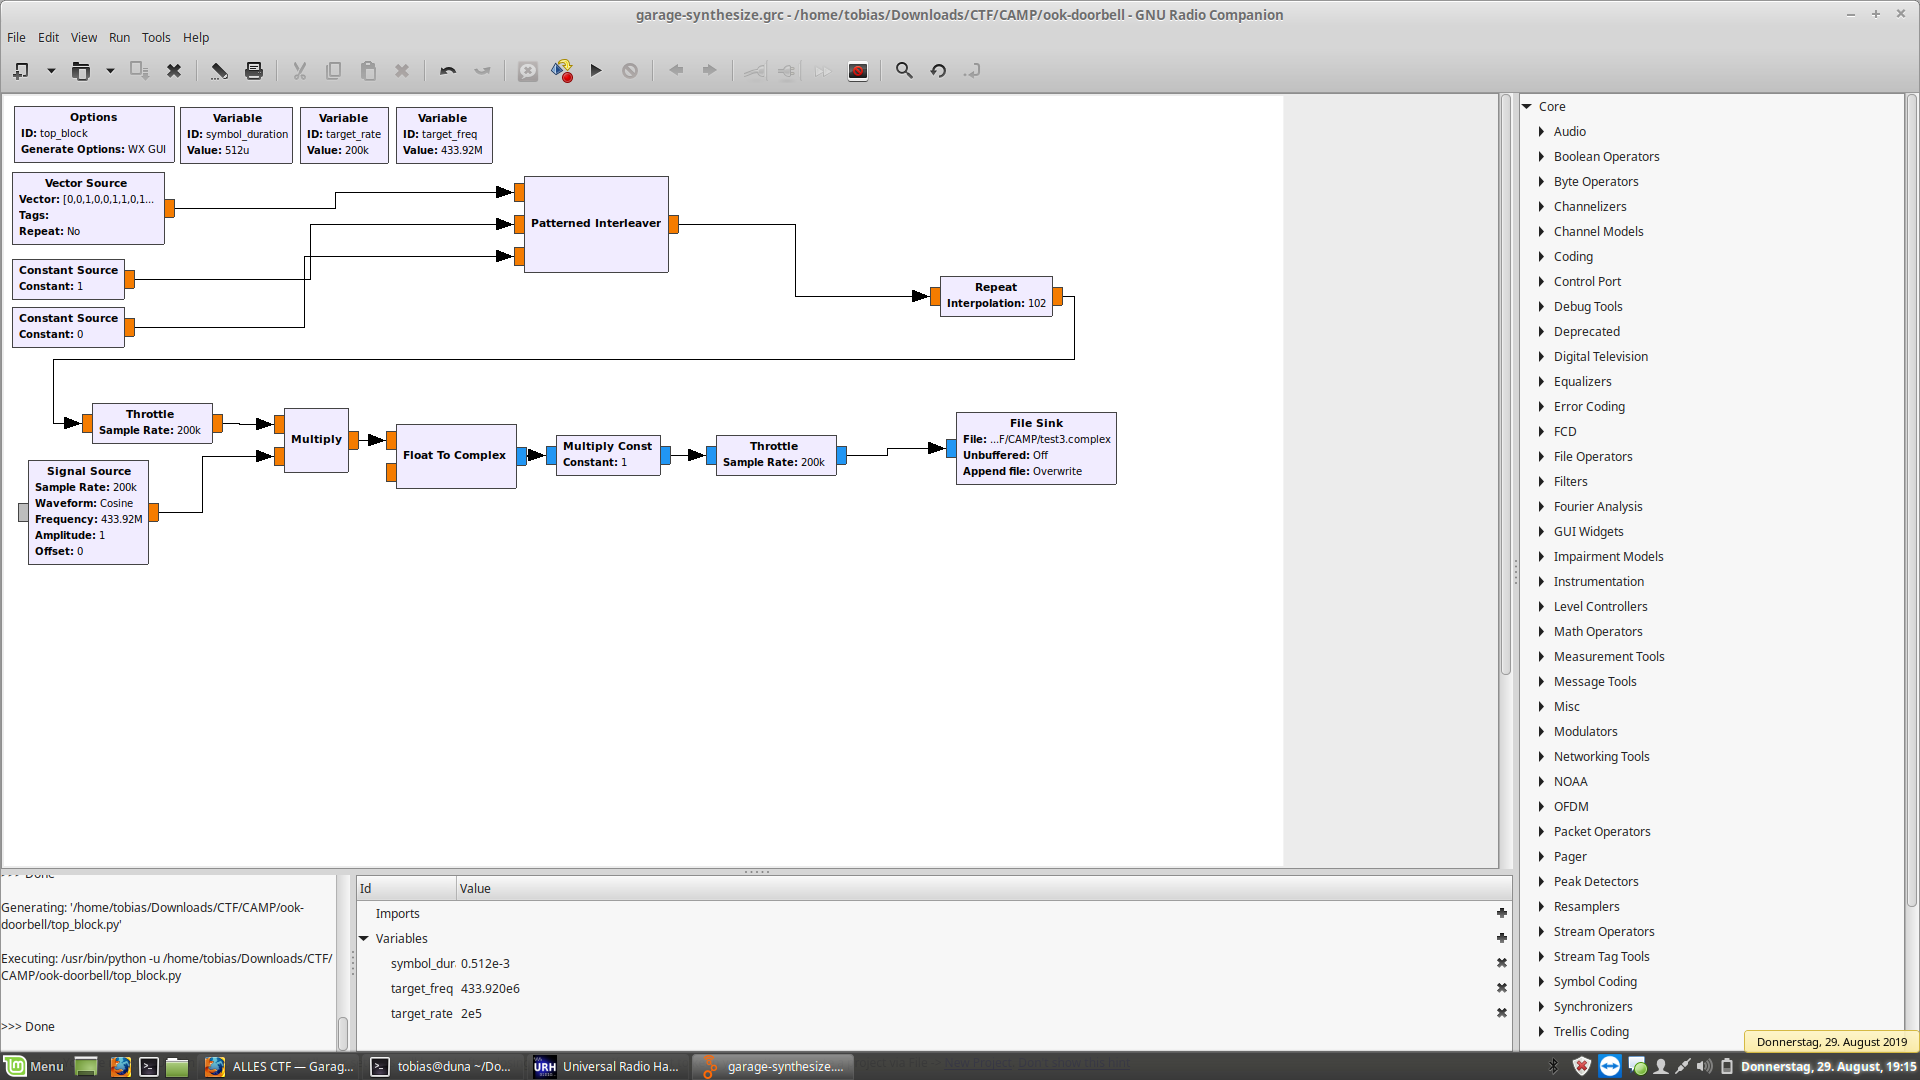 garage-synthesize.grc - /home/tobias/Downloads/CTF/CAMP/ook-doorbell - GNU Radio Companion
File Edit View Run Tools Help
Options
ID: top_block
Generate Options: WX GUI
Variable
ID: symbol_duration
Value: 512u
Variable
ID: target_rate
Value: 200k
Variable
ID: target_freq
Value: 433.92M
Vector Source
Vector: [0,0,1,0,0,1,1,0,1...
Tags:
Repeat: No
Constant Source
Constant: 1
Constant Source
Constant: 0
Patterned Interleaver
Repeat
Interpolation: 102
Throttle
Sample Rate: 200k
Signal Source
Sample Rate: 200k
Waveform: Cosine
Frequency: 433.92M
Amplitude: 1
Offset: 0
Multiply
Float To Complex
Multiply Const
Constant: 1
Throttle
Sample Rate: 200k
File Sink
File: ...F/CAMP/test3.complex
Unbuffered: Off
Append file: Overwrite
Core
Audio
Boolean Operators
Byte Operators
Channelizers
Channel Models
Coding
Control Port
Debug Tools
Deprecated
Digital Television
Equalizers
Error Coding
FCD
File Operators
Filters
Fourier Analysis
GUI Widgets
Impairment Models
Instrumentation
Level Controllers
Math Operators
Measurement Tools
Message Tools
Misc
Modulators
Networking Tools
NOAA
OFDM
Packet Operators
Pager
Peak Detectors
Resamplers
Stream Operators
Stream Tag Tools
Symbol Coding
Synchronizers
Trellis Coding
>>> Done
Generating: '/home/tobias/Downloads/CTF/CAMP/ook-
doorbell/top_block.py'
Executing: /usr/bin/python -u /home/tobias/Downloads/CTF/
CAMP/ook-doorbell/top_block.py
>>> Done
Id Value
Imports
Variables
symbol_dur 0.512e-3
target_freq 433.920e6
target_rate 2e5
Donnerstag, 29. August 2019
Menu
ALLES CTF — Garag...
tobias@duna ~/Do...
URH
Universal Radio Ha...
garage-synthesize....
New Project. Don't show this hint
Donnerstag, 29. August, 19:15